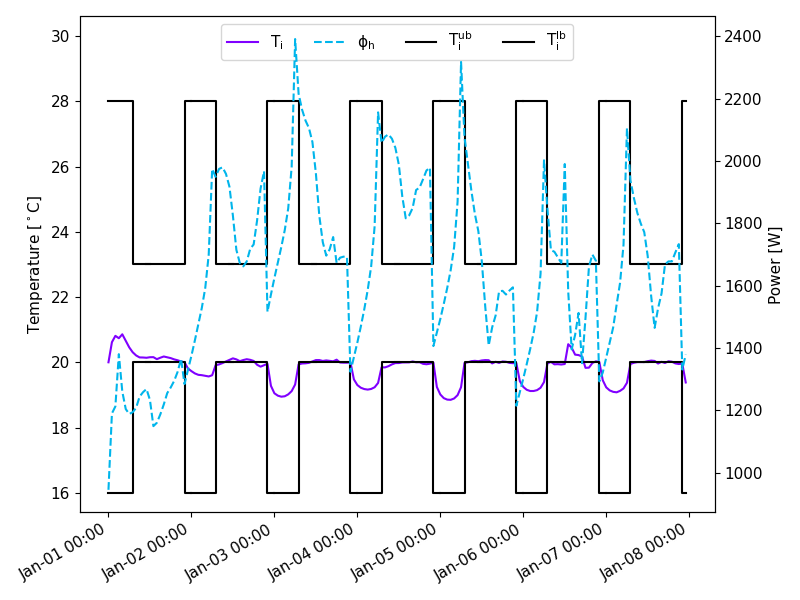 T_i ϕ_h T_i^ub T_i^lb
30
28
26
24
22
20
18
16
Temperature [°C]
2400
2200
2000
1800
1600
1400
1200
1000
Power [W]
Jan-01 00:00
Jan-02 00:00
Jan-03 00:00
Jan-04 00:00
Jan-05 00:00
Jan-06 00:00
Jan-07 00:00
Jan-08 00:00